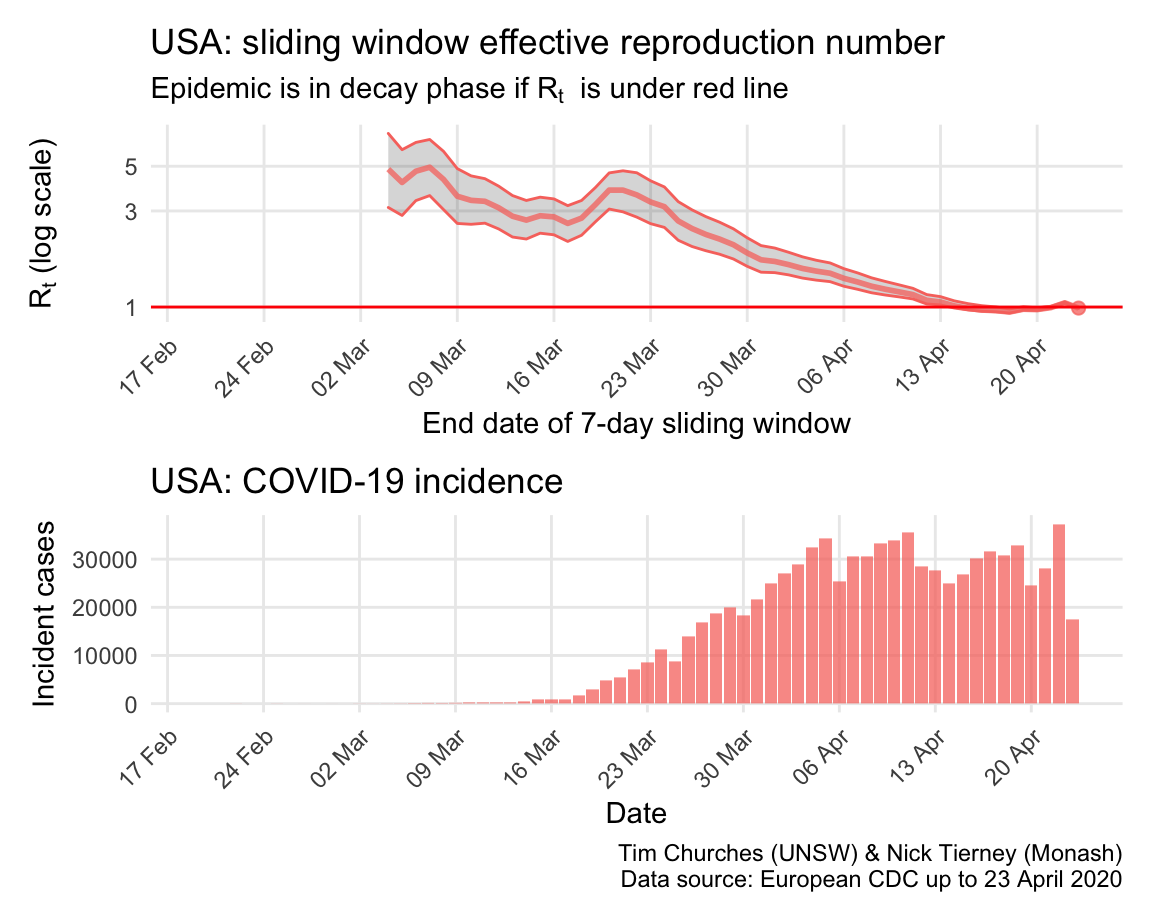 USA: sliding window effective reproduction number
Epidemic is in decay phase if Rt is under red line
Rt (log scale)
5
3
1
17 Feb
24 Feb
02 Mar
09 Mar
16 Mar
23 Mar
30 Mar
06 Apr
13 Apr
20 Apr
End date of 7-day sliding window
USA: COVID-19 incidence
Incident cases
30000
20000
10000
0
17 Feb
24 Feb
02 Mar
09 Mar
16 Mar
23 Mar
30 Mar
06 Apr
13 Apr
20 Apr
Date
Tim Churches (UNSW) & Nick Tierney (Monash)
Data source: European CDC up to 23 April 2020